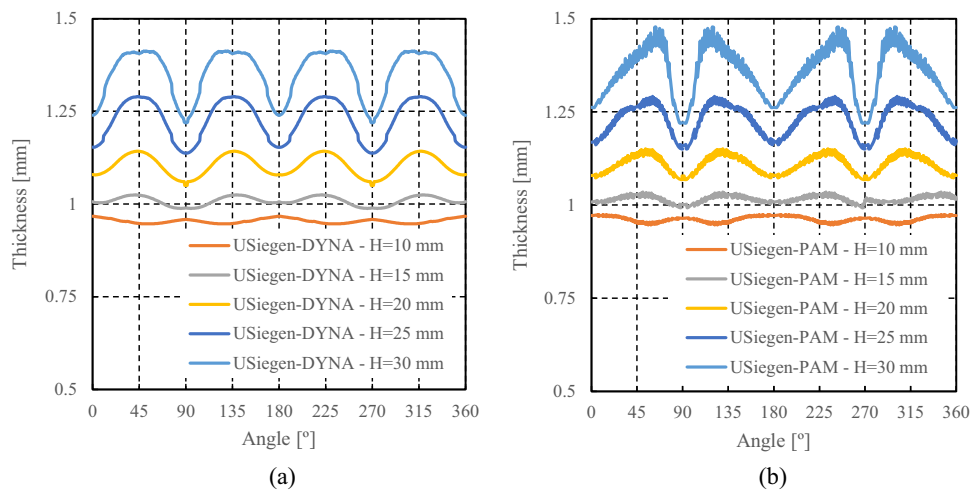 1.5
1.25
1
0.75
0.5
Thickness [mm]
USiegen-DYNA - H=10 mm
USiegen-DYNA - H=15 mm
USiegen-DYNA - H=20 mm
USiegen-DYNA - H=25 mm
USiegen-DYNA - H=30 mm
0 45 90 135 180 225 270 315 360
Angle [º]
(a)
1.5
1.25
1
0.75
0.5
Thickness [mm]
USiegen-PAM - H=10 mm
USiegen-PAM - H=15 mm
USiegen-PAM - H=20 mm
USiegen-PAM - H=25 mm
USiegen-PAM - H=30 mm
0 45 90 135 180 225 270 315 360
Angle [º]
(b)